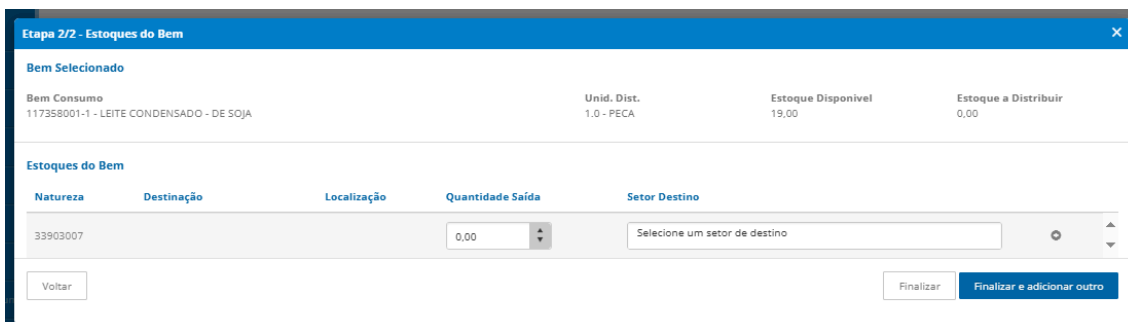 Etapa 2/2 - Estoques do Bem
Bem Selecionado
Bem Consumo Unid. Dist. Estoque Disponivel Estoque a Distribuir
117358001-1 - LEITE CONDENSADO - DE SOJA 1.0 - PECA 19,00 0,00
Estoques do Bem
Natureza Destinação Localização Quantidade Saída Setor Destino
33903007 0,00 Selecione um setor de destino
Voltar Finalizar Finalizar e adicionar outro